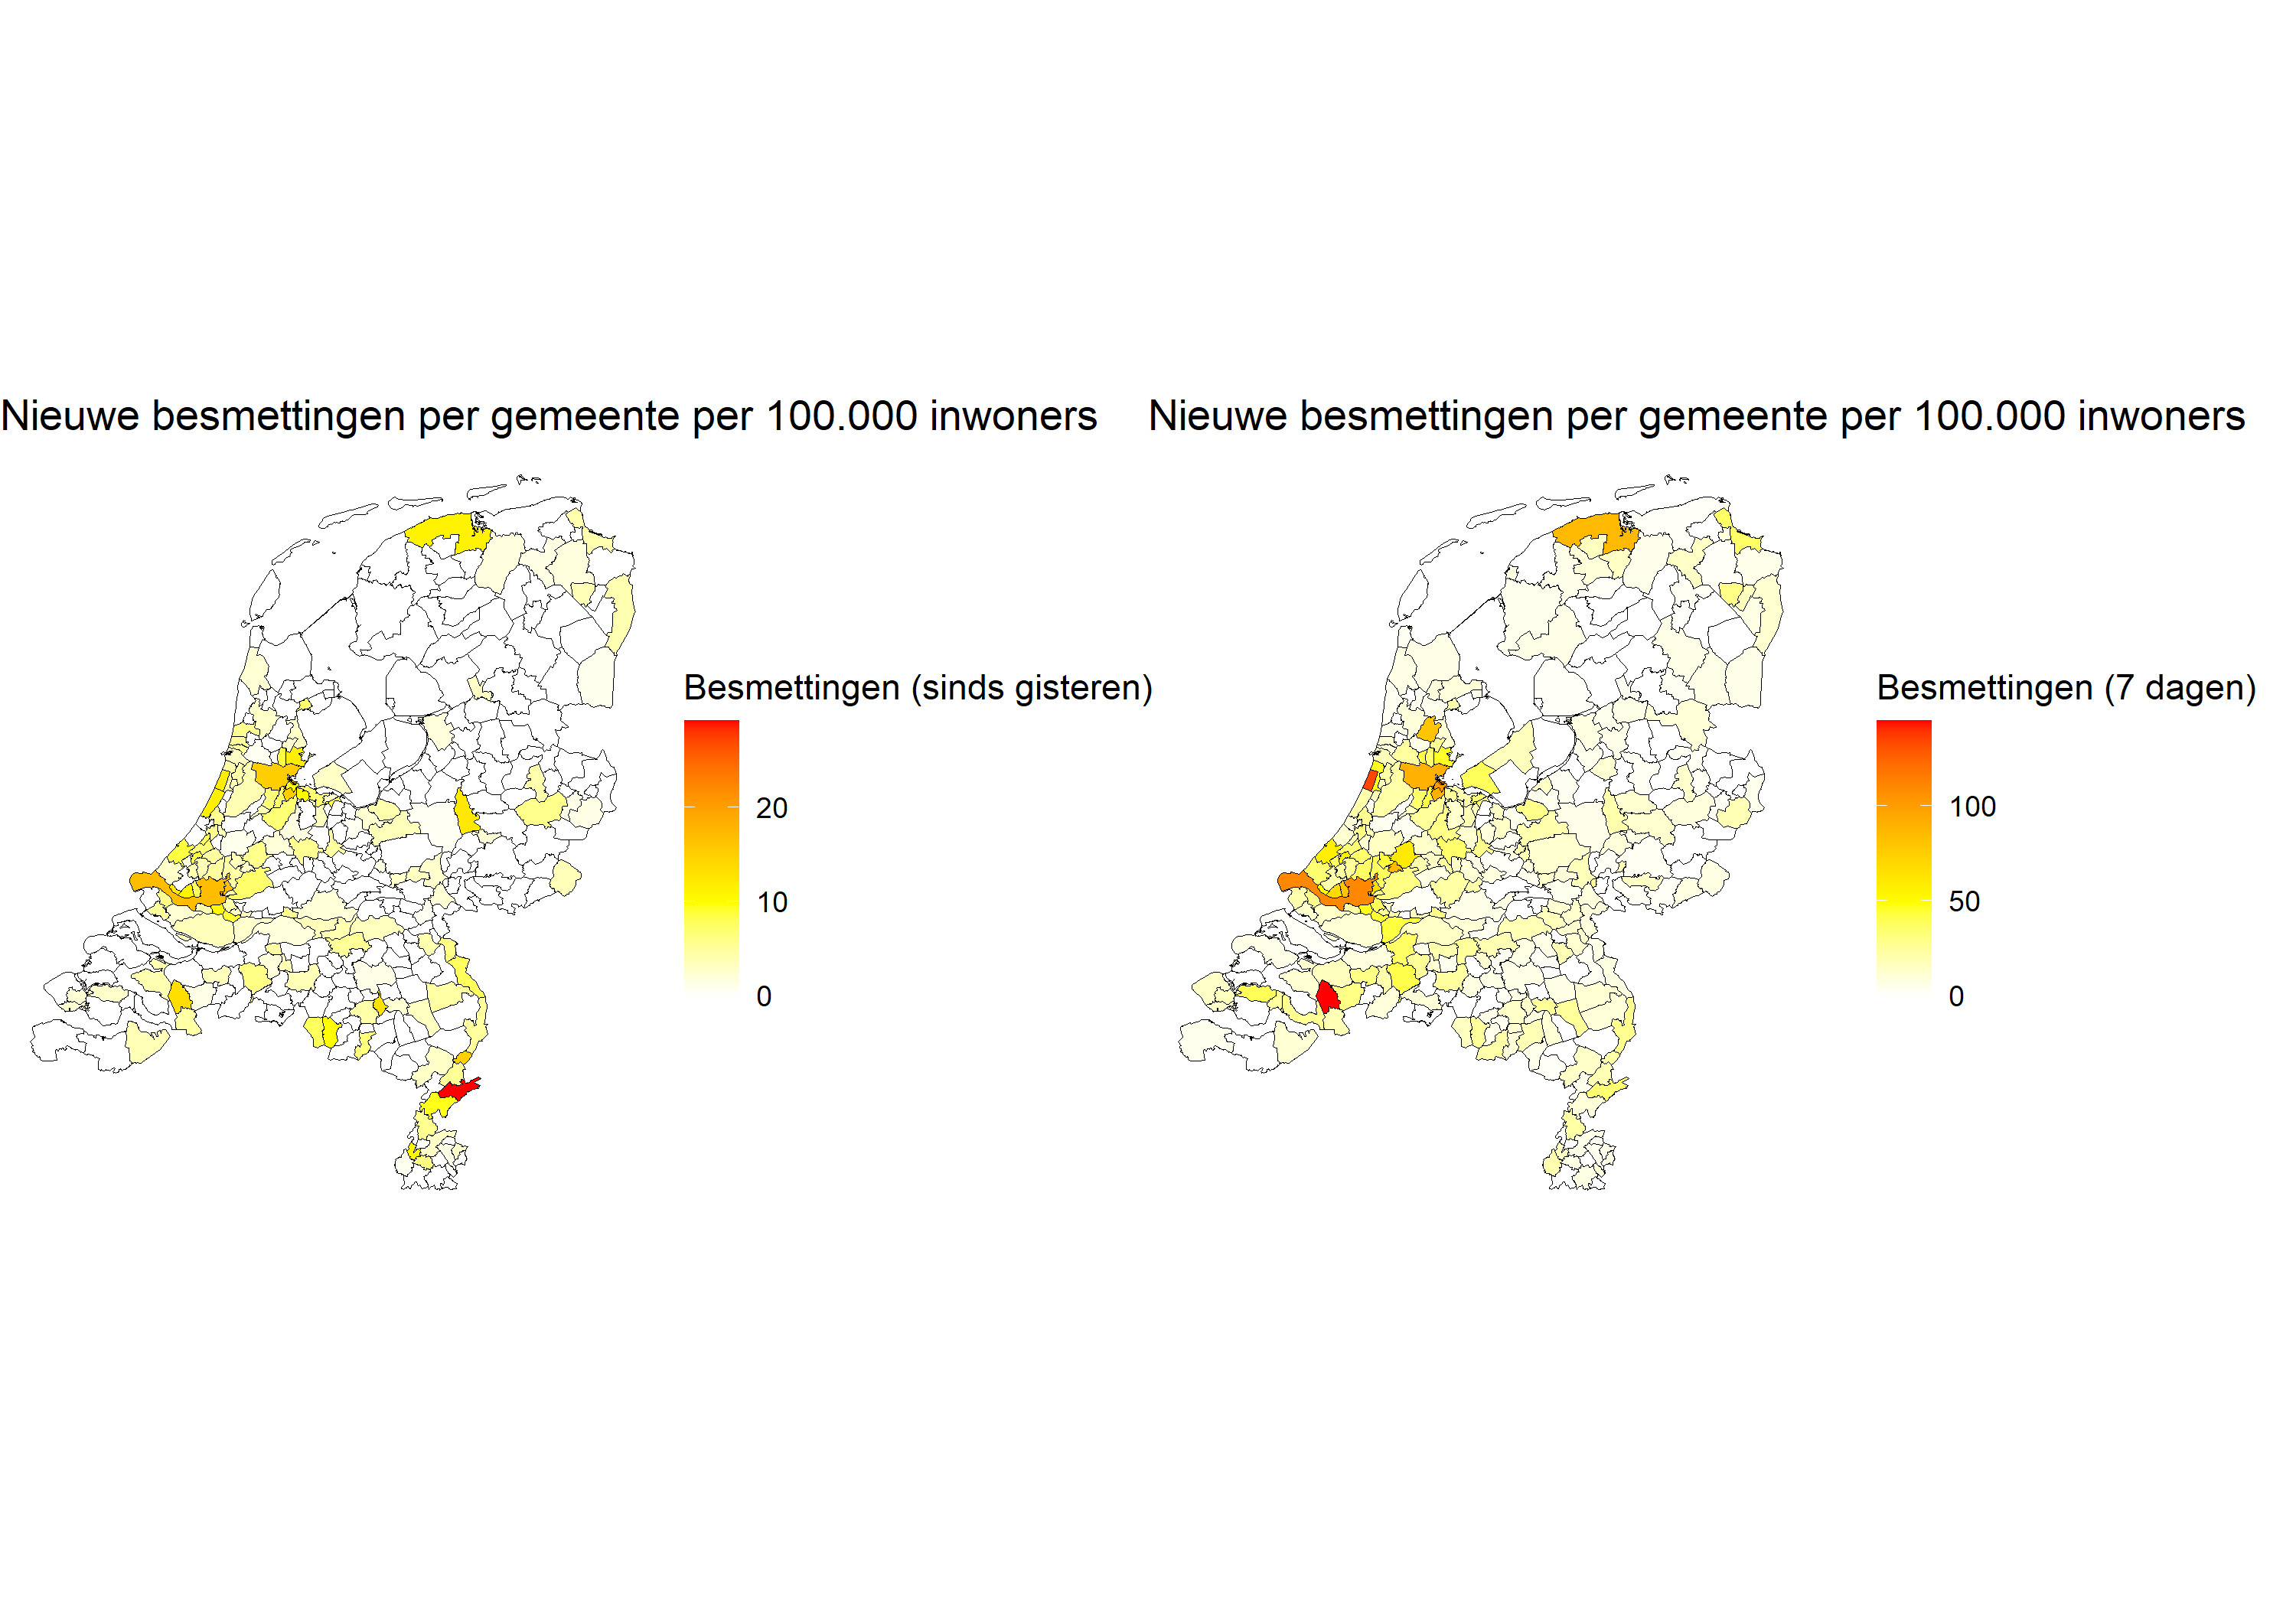 Nieuwe besmettingen per gemeente per 100.000 inwoners
Besmettingen (sinds gisteren)
20
10
0
Nieuwe besmettingen per gemeente per 100.000 inwoners
Besmettingen (7 dagen)
100
50
0